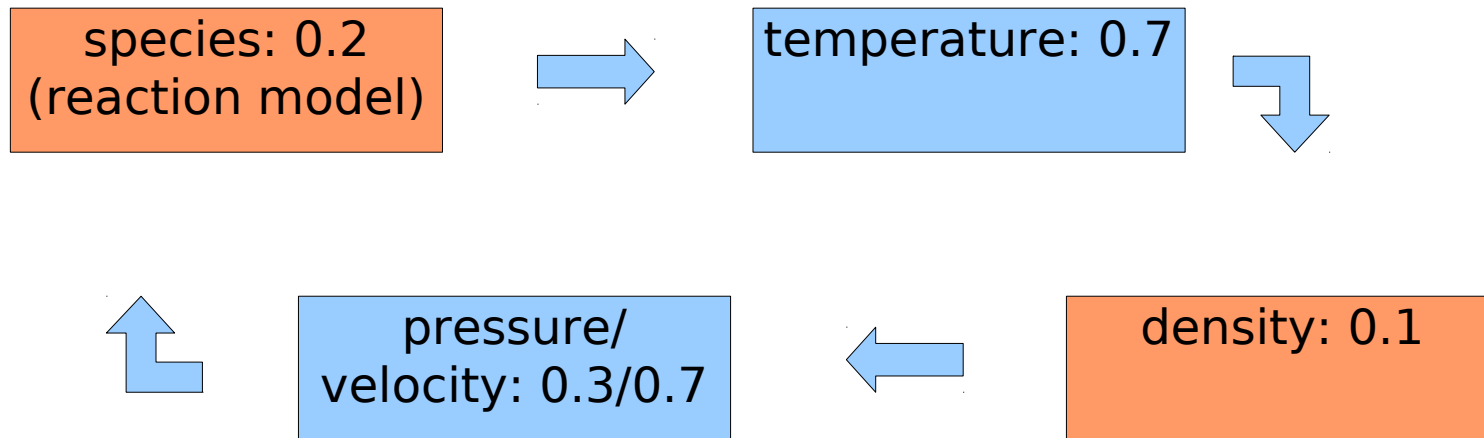 species: 0.2
(reaction model)
temperature: 0.7
pressure/
velocity: 0.3/0.7
density: 0.1